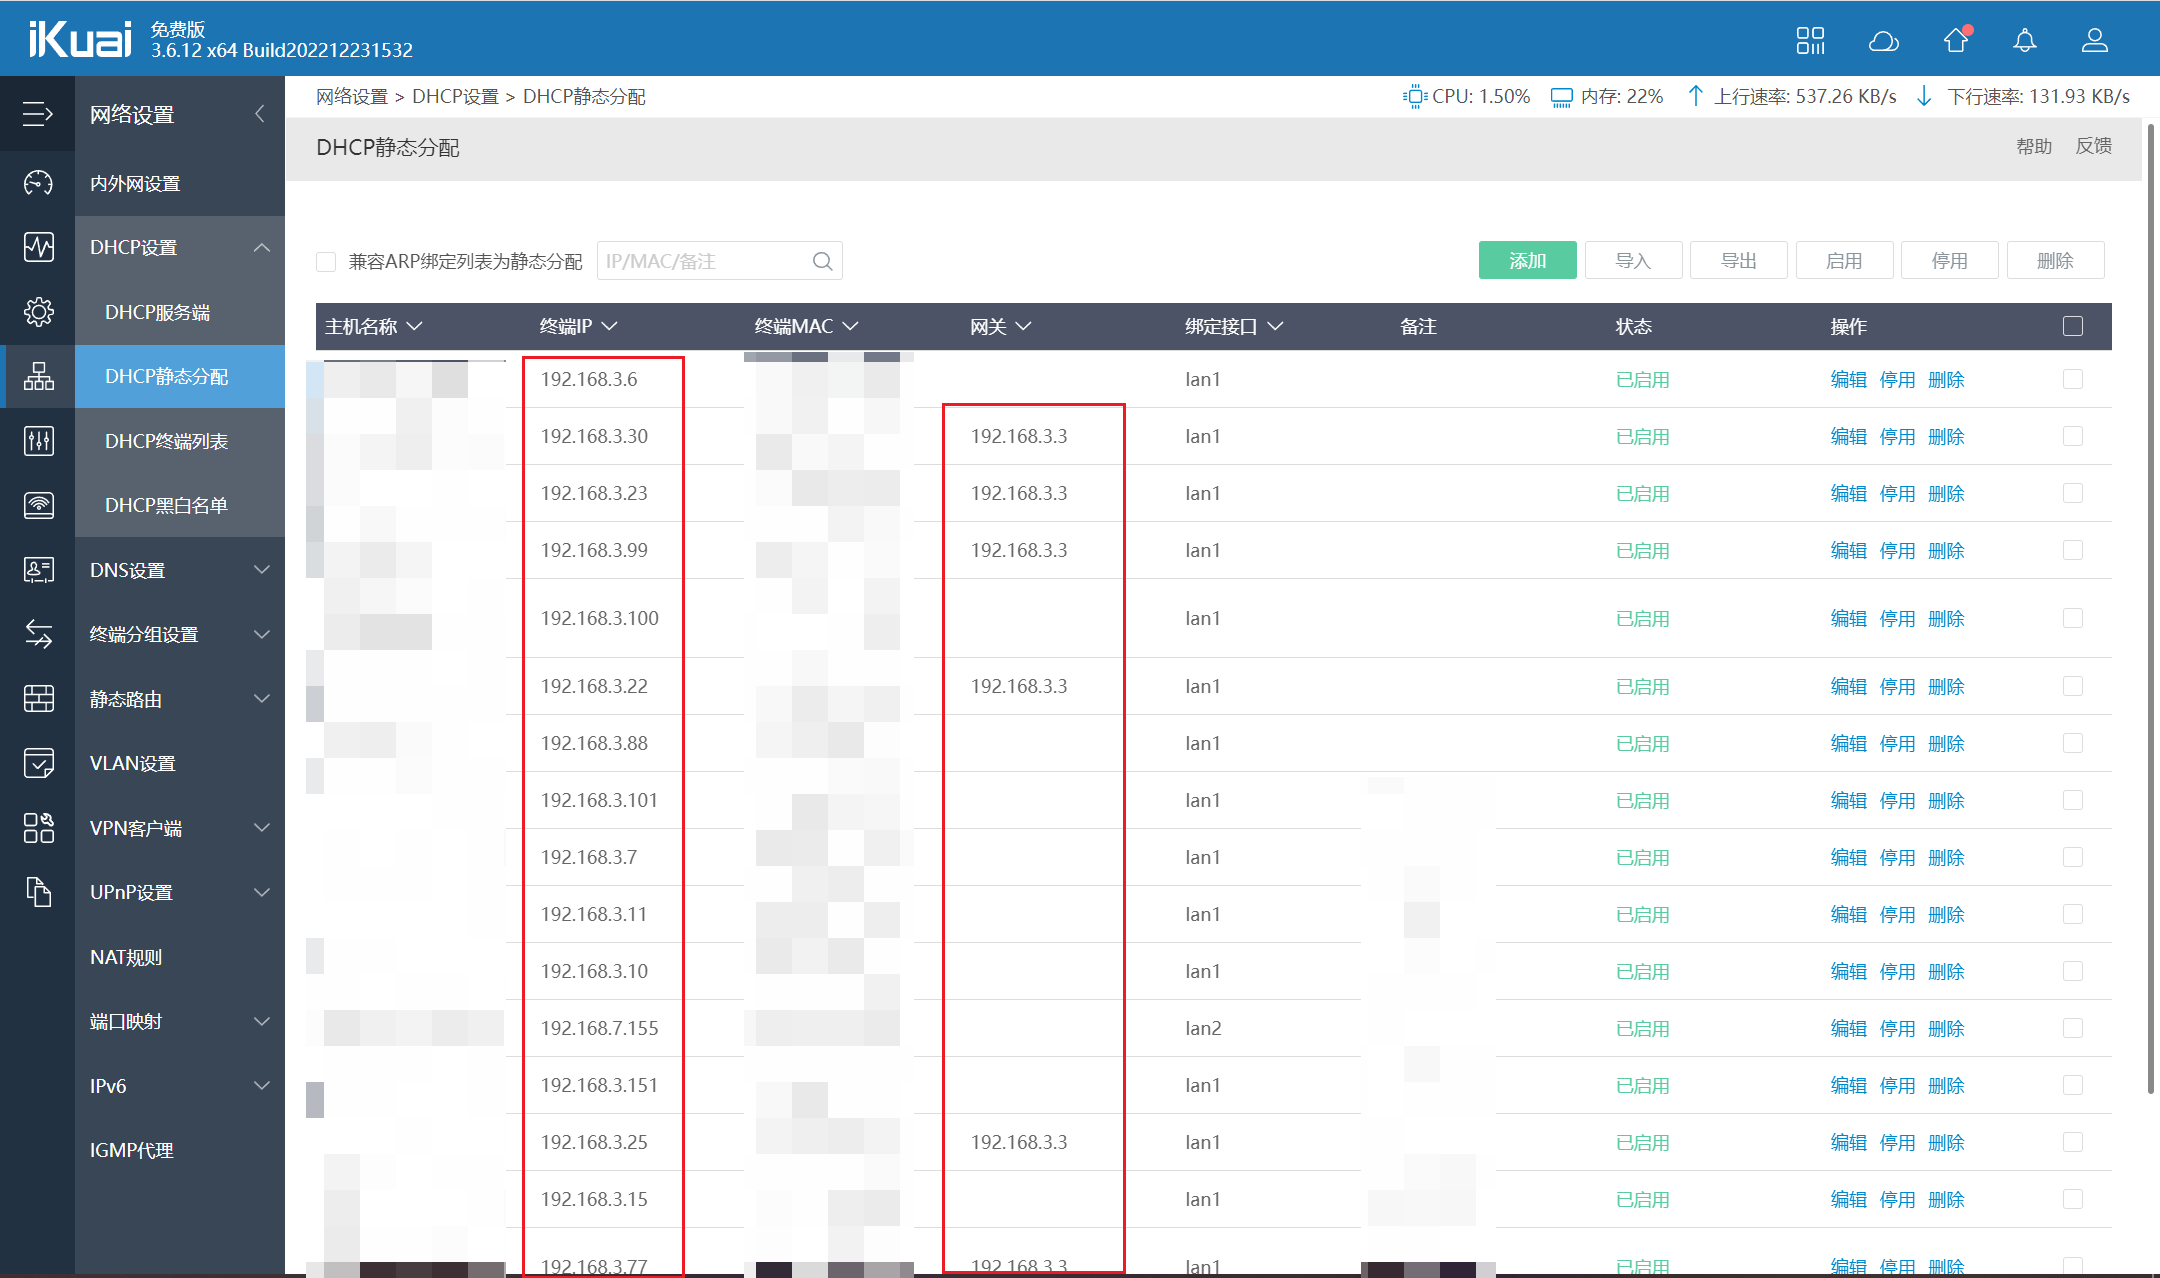 iKuai 免费版
3.6.12 x64 Build202212231532
网络设置 > DHCP设置 > DHCP静态分配 CPU: 1.50% 内存: 22% 上行速率: 537.26 KB/s 下行速率: 131.93 KB/s
网络设置
内外网设置
DHCP设置
DHCP服务端
DHCP静态分配
DHCP终端列表
DHCP黑白名单
DNS设置
终端分组设置
静态路由
VLAN设置
VPN客户端
UPnP设置
NAT规则
端口映射
IPv6
IGMP代理
DHCP静态分配 帮助 反馈
兼容ARP绑定列表为静态分配 IP/MAC/备注 添加 导入 导出 启用 停用 删除
主机名称 终端IP 终端MAC 网关 绑定接口 备注 状态 操作
192.168.3.6 lan1 已启用 编辑 停用 删除
192.168.3.30 192.168.3.3 lan1 已启用 编辑 停用 删除
192.168.3.23 192.168.3.3 lan1 已启用 编辑 停用 删除
192.168.3.99 192.168.3.3 lan1 已启用 编辑 停用 删除
192.168.3.100 lan1 已启用 编辑 停用 删除
192.168.3.22 192.168.3.3 lan1 已启用 编辑 停用 删除
192.168.3.88 lan1 已启用 编辑 停用 删除
192.168.3.101 lan1 已启用 编辑 停用 删除
192.168.3.7 lan1 已启用 编辑 停用 删除
192.168.3.11 lan1 已启用 编辑 停用 删除
192.168.3.10 lan1 已启用 编辑 停用 删除
192.168.7.155 lan2 已启用 编辑 停用 删除
192.168.3.151 lan1 已启用 编辑 停用 删除
192.168.3.25 192.168.3.3 lan1 已启用 编辑 停用 删除
192.168.3.15 lan1 已启用 编辑 停用 删除
192.168.3.77 192.168.3.3 lan1 已启用 编辑 停用 删除